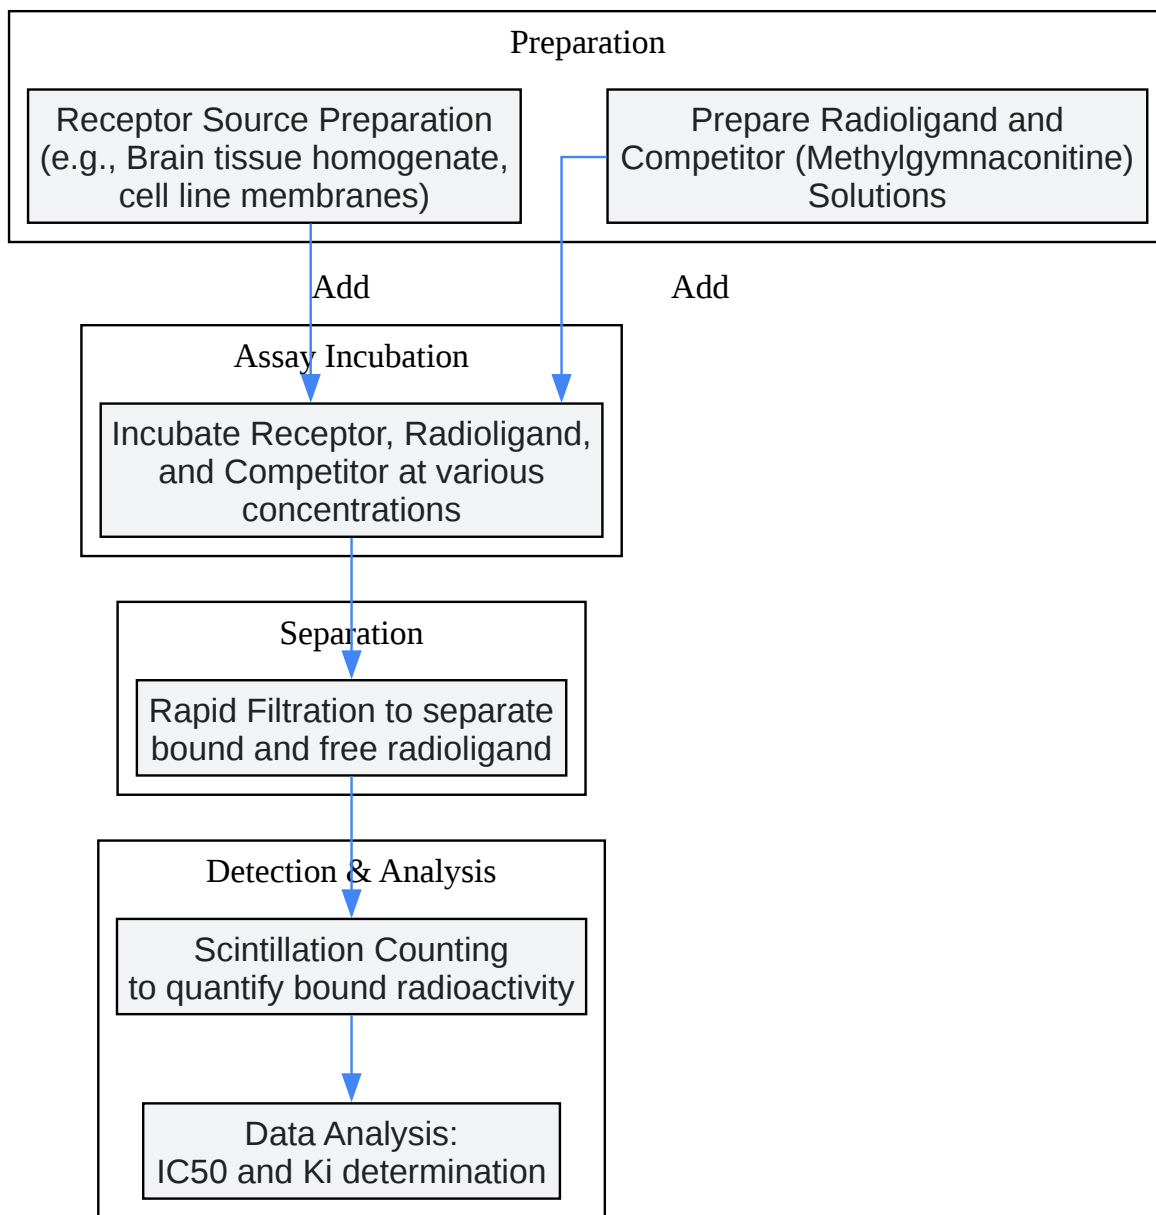 Preparation
Receptor Source Preparation
(e.g., Brain tissue homogenate,
cell line membranes)
Prepare Radioligand and
Competitor (Methylgymnaconitine)
Solutions
Add
Add
Assay Incubation
Incubate Receptor, Radioligand,
and Competitor at various
concentrations
Separation
Rapid Filtration to separate
bound and free radioligand
Detection & Analysis
Scintillation Counting
to quantify bound radioactivity
Data Analysis:
IC50 and Ki determination